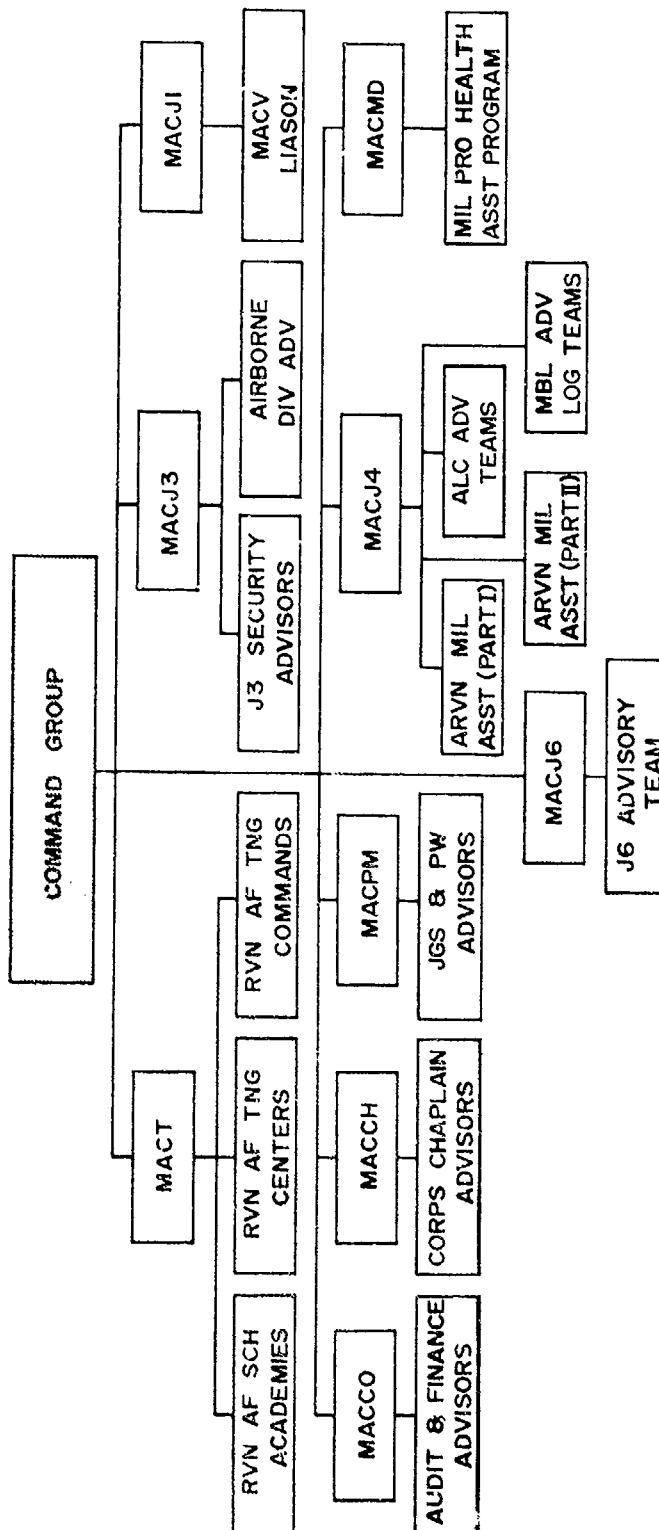 COMMAND GROUP
MACT
MACJ3
MACJ1
RVN AF SCH
ACADEMIES
RVN AF TNG
CENTERS
RVN AF TNG
COMMANDS
J3 SECURITY
ADVISORS
AIRBORNE
DIV ADV
MACV
LIASON
MACCO
MACCH
MACPM
MACJ4
MACMD
AUDIT & FINANCE
ADVISORS
CORPS CHAPLAIN
ADVISORS
JGS & PW
ADVISORS
ARVN MIL
ASST (PART I)
ARVN MIL
ASST (PART II)
ALC ADV
TEAMS
MBL ADV
LOG TEAMS
MIL PRO HEALTH
ASST PROGRAM
MACJ6
J6 ADVISORY
TEAM